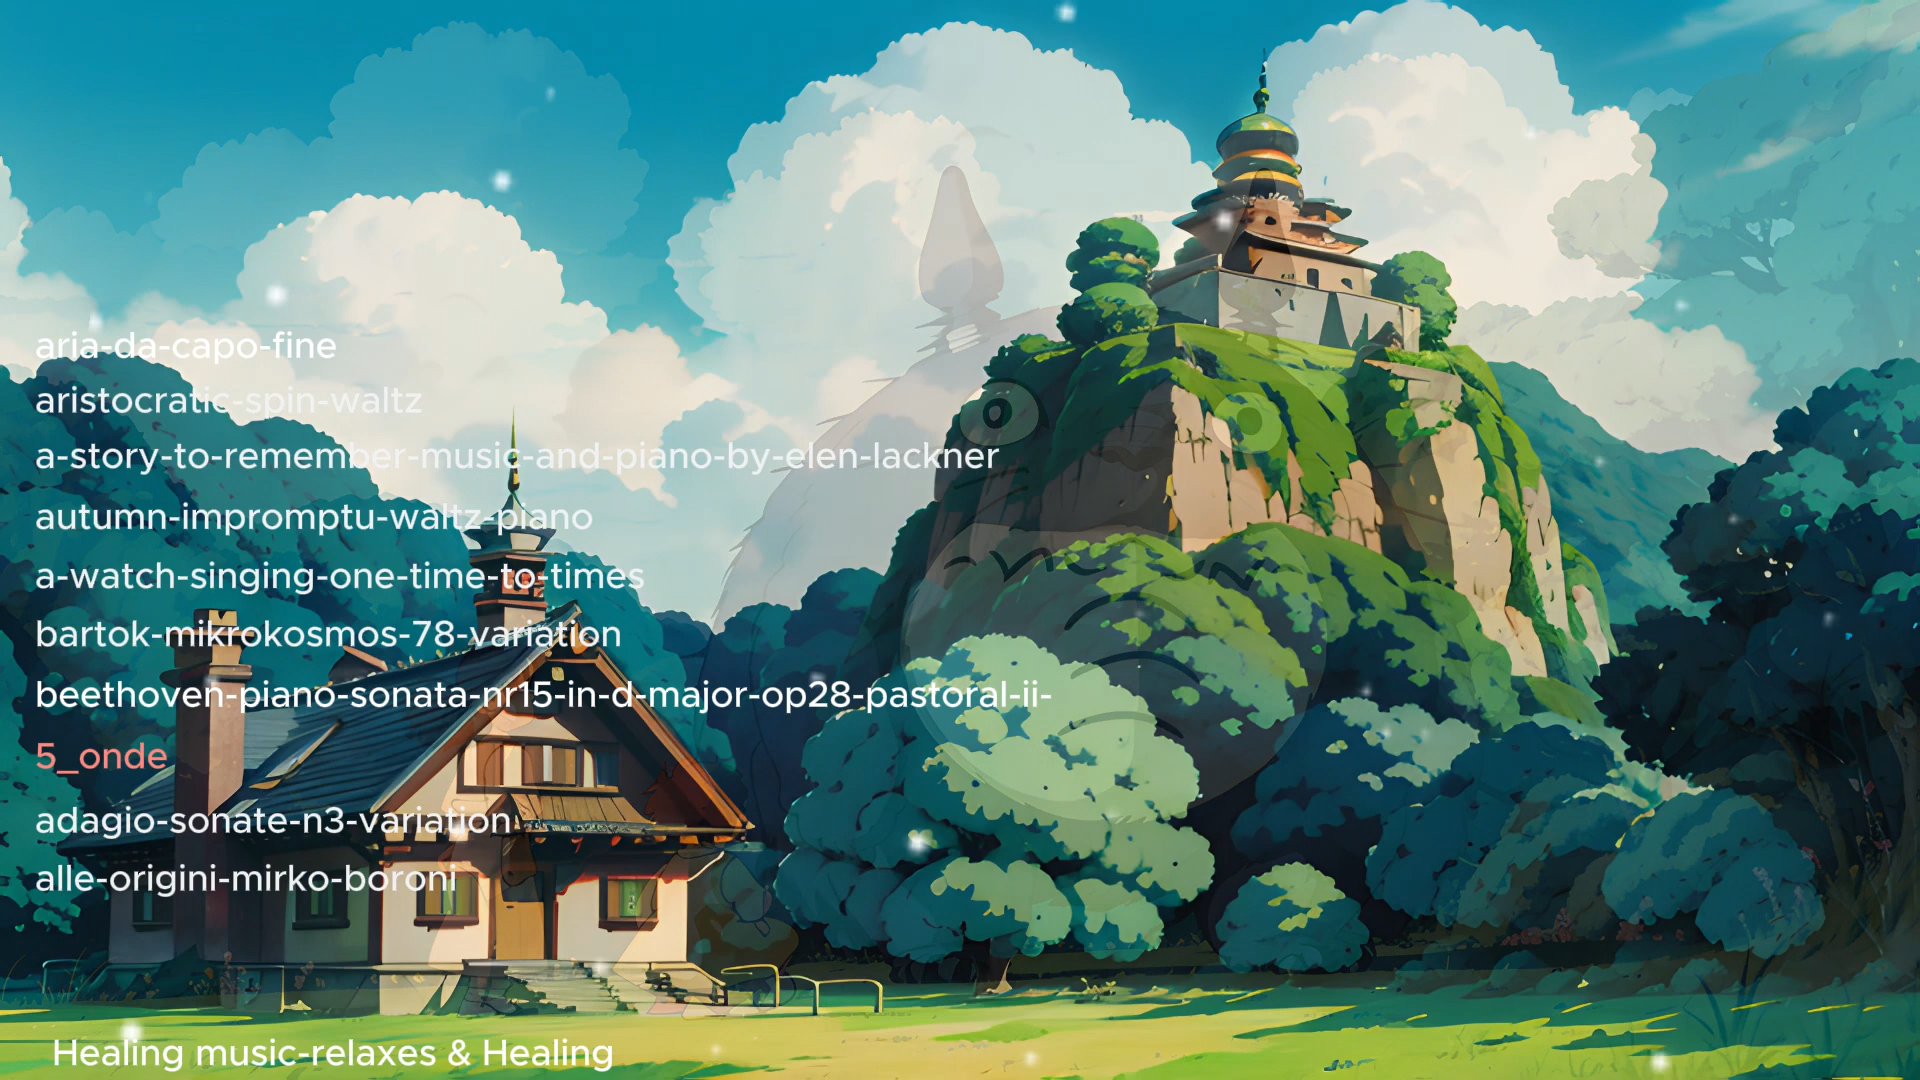 aria-da-capo-fine
aristocratic-spin-waltz
a-story-to-remember-music-and-piano-by-elen-lackner
autumn-impromptu-waltz-piano
a-watch-singing-one-time-to-times
bartok-mikrokosmos-78-variation
beethoven-piano-sonata-nr15-in-d-major-op28-pastoral-ii-
5_onde
adagio-sonate-n3-variation
alle-origini-mirko-boroni
Healing music-relaxes & Healing